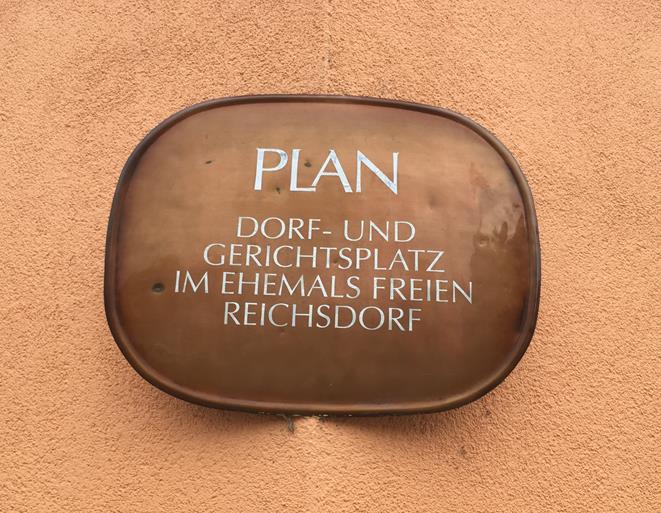 PLAN
DORF- UND
GERICHTSPLATZ
IM EHEMALS FREIEN
REICHSDORF